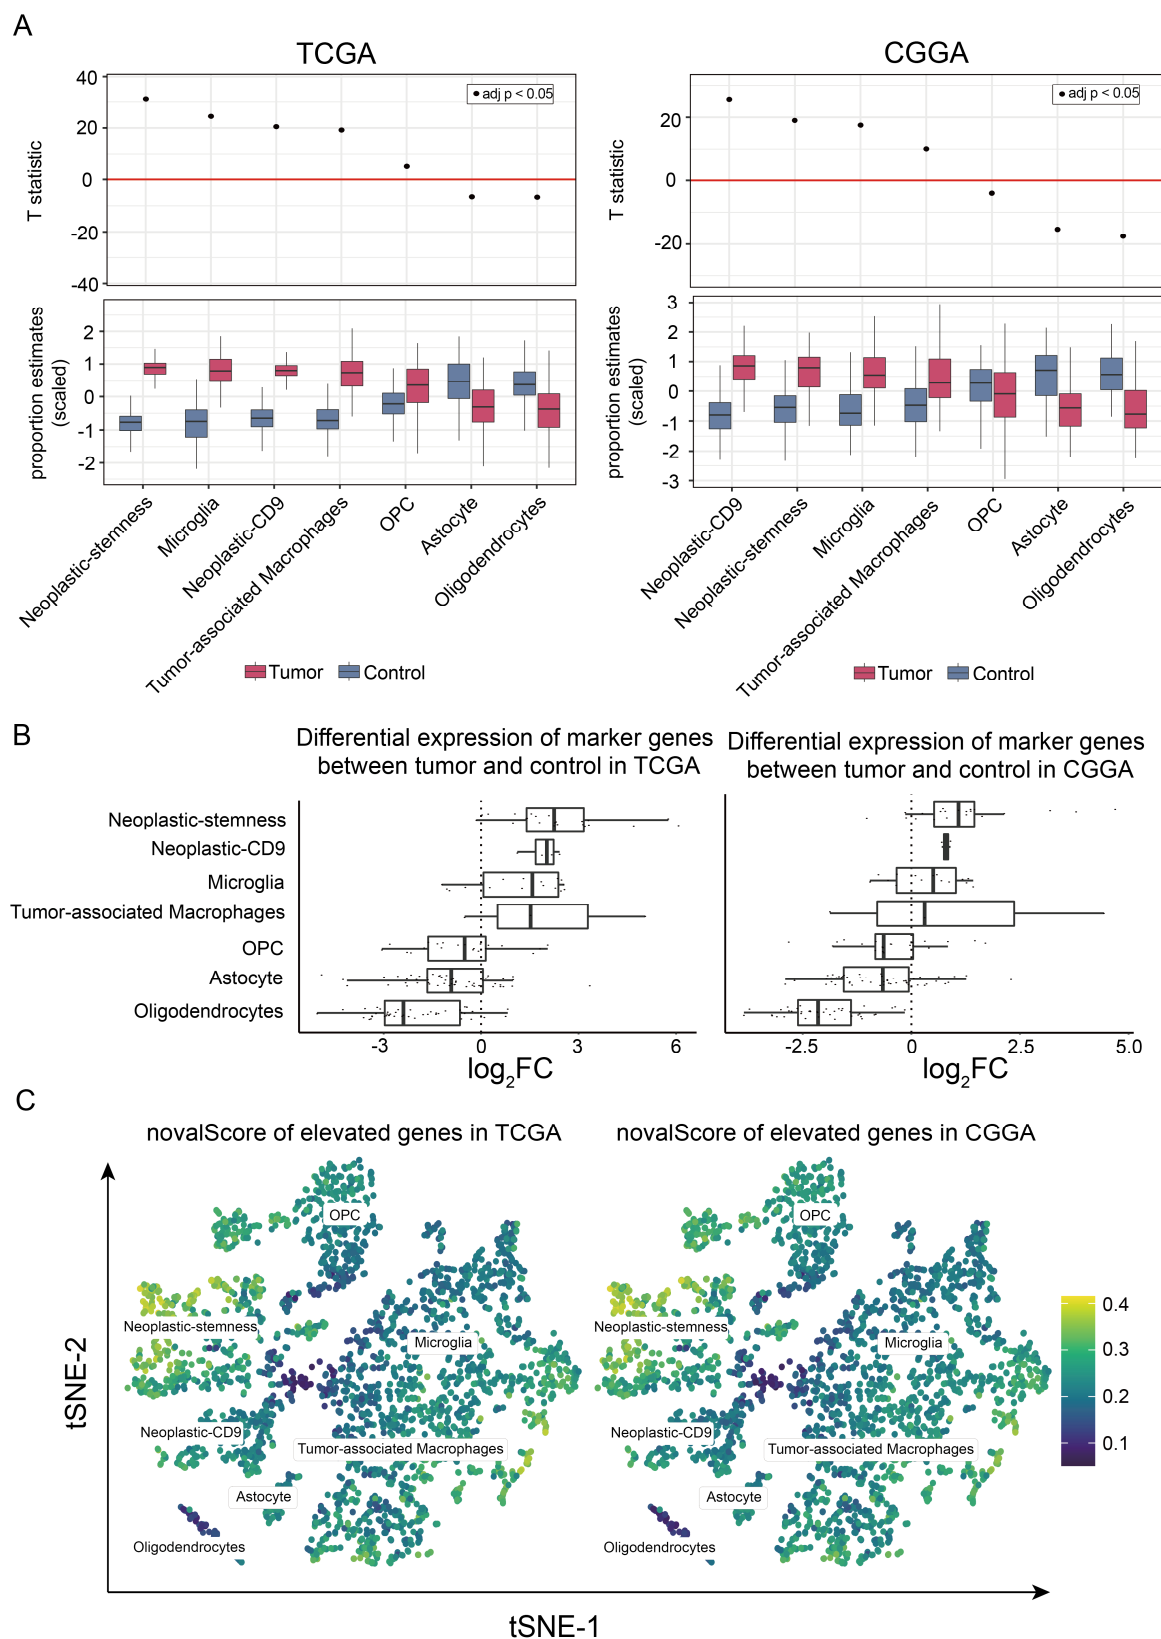 A
TCGA
CGGA
40
20
0
-20
-40
T statistic
adj p < 0.05
20
0
-20
T statistic
adj p < 0.05
2
1
0
-1
-2
proportion estimates
(scaled)
3
2
1
0
-1
-2
-3
proportion estimates
(scaled)
Neoplastic-stemness
Microglia
Neoplastic-CD9
Tumor-associated Macrophages
OPC
Astocyte
Oligodendrocytes
Neoplastic-CD9
Neoplastic-stemness
Microglia
Tumor-associated Macrophages
OPC
Astocyte
Oligodendrocytes
Tumor
Control
Tumor
Control
B
Differential expression of marker genes
between tumor and control in TCGA
Differential expression of marker genes
between tumor and control in CGGA
Neoplastic-stemness
Neoplastic-CD9
Microglia
Tumor-associated Macrophages
OPC
Astocyte
Oligodendrocytes
-3
0
3
6
log2FC
-2.5
0
2.5
5.0
log2FC
C
novalScore of elevated genes in TCGA
novalScore of elevated genes in CGGA
OPC
Neoplastic-stemness
Microglia
Neoplastic-CD9
Tumor-associated Macrophages
Astocyte
Oligodendrocytes
OPC
Neoplastic-stemness
Microglia
Neoplastic-CD9
Tumor-associated Macrophages
Astocyte
Oligodendrocytes
0.4
0.3
0.2
0.1
tSNE-2
tSNE-1